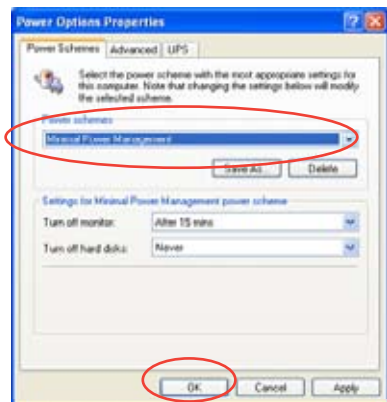 Power Options Properties
Power Schemes Advanced UPS
Select the power scheme with the most appropriate settings for
this computer. Note that changing the settings below will modify
the selected scheme.
Power schemes
Minimal Power Management
Save As... Delete
Settings for Minimal Power Management power scheme
Turn off monitor: After 15 mins
Turn off hard disks: Never
OK Cancel Apply